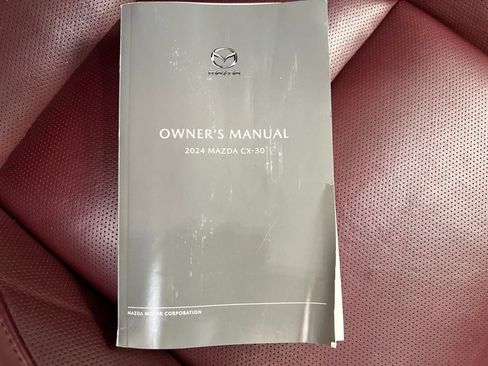 mazda
OWNER'S MANUAL
2024 MAZDA CX-30
MAZDA MOTOR CORPORATION